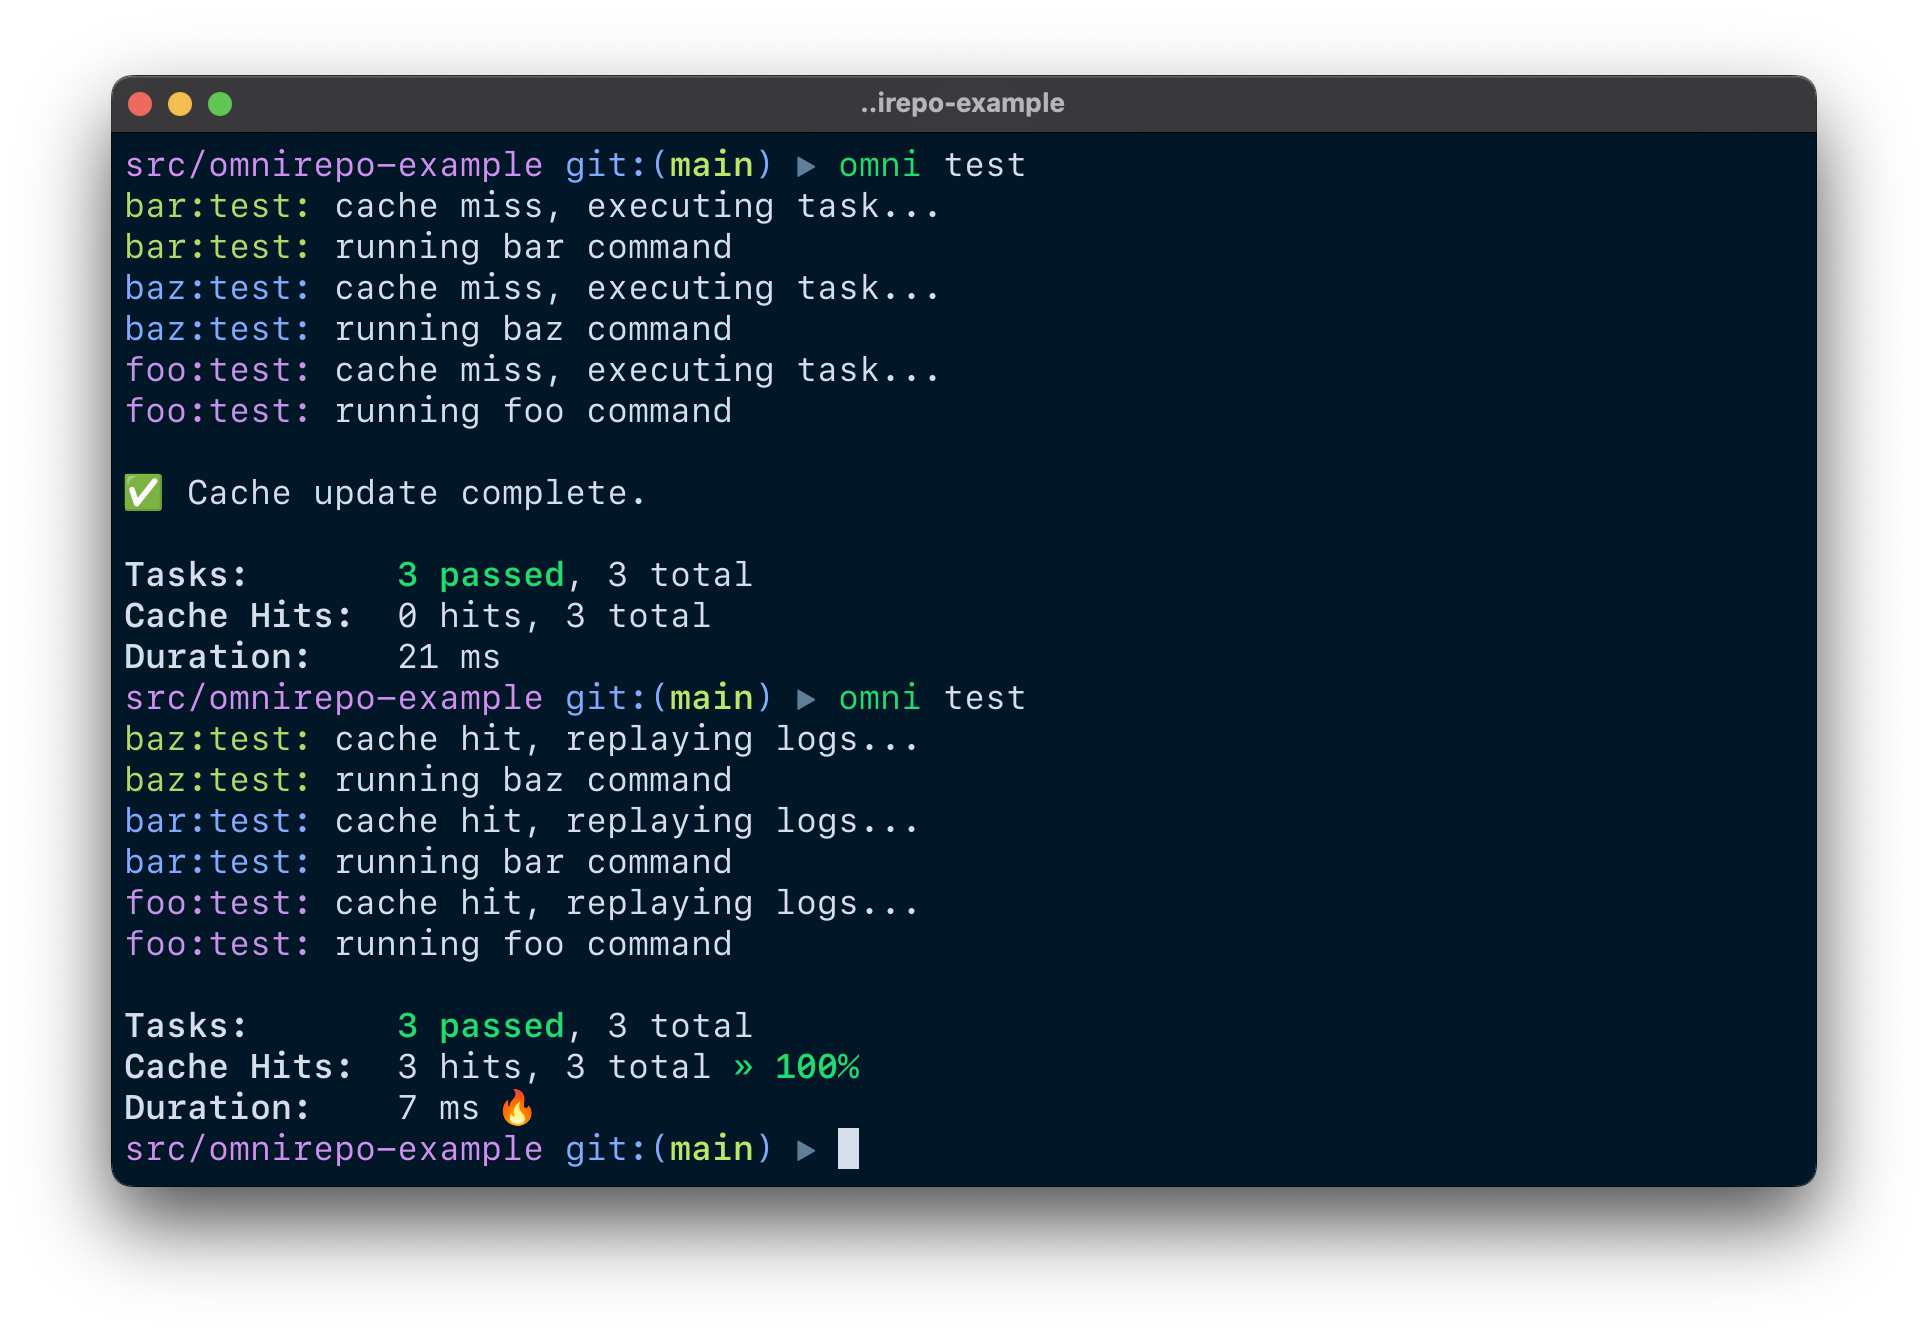 ..irepo-example
src/omnirepo-example git:(main) ▶ omni test
bar:test: cache miss, executing task...
bar:test: running bar command
baz:test: cache miss, executing task...
baz:test: running baz command
foo:test: cache miss, executing task...
foo:test: running foo command
✅ Cache update complete.
Tasks: 3 passed, 3 total
Cache Hits: 0 hits, 3 total
Duration: 21 ms
src/omnirepo-example git:(main) ▶ omni test
baz:test: cache hit, replaying logs...
baz:test: running baz command
bar:test: cache hit, replaying logs...
bar:test: running bar command
foo:test: cache hit, replaying logs...
foo:test: running foo command
Tasks: 3 passed, 3 total
Cache Hits: 3 hits, 3 total » 100%
Duration: 7 ms 🔥
src/omnirepo-example git:(main) ▶